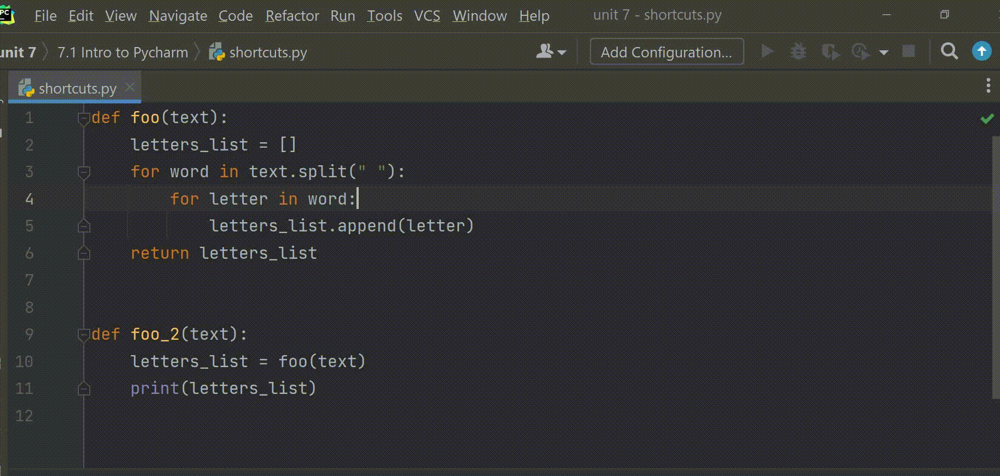 PC
File Edit View Navigate Code Refactor Run Tools VCS Window Help unit 7 - shortcuts.py
unit 7 7.1 Intro to Pycharm shortcuts.py Add Configuration...
shortcuts.py
1 def foo(text):
2     letters_list = []
3     for word in text.split(" "):
4         for letter in word:
5             letters_list.append(letter)
6     return letters_list
7
8
9 def foo_2(text):
10     letters_list = foo(text)
11     print(letters_list)
12